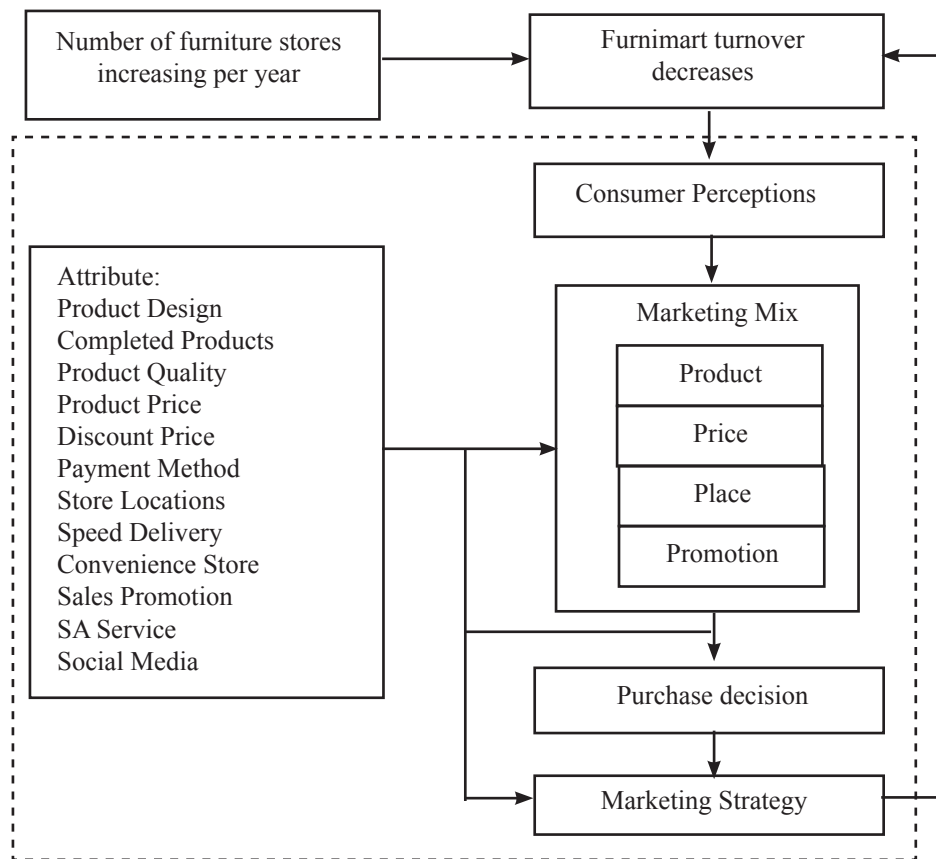 Number of furniture stores
increasing per year
Furnimart turnover
decreases
Consumer Perceptions
Attribute:
Product Design
Completed Products
Product Quality
Product Price
Discount Price
Payment Method
Store Locations
Speed Delivery
Convenience Store
Sales Promotion
SA Service
Social Media
Marketing Mix
Product
Price
Place
Promotion
Purchase decision
Marketing Strategy